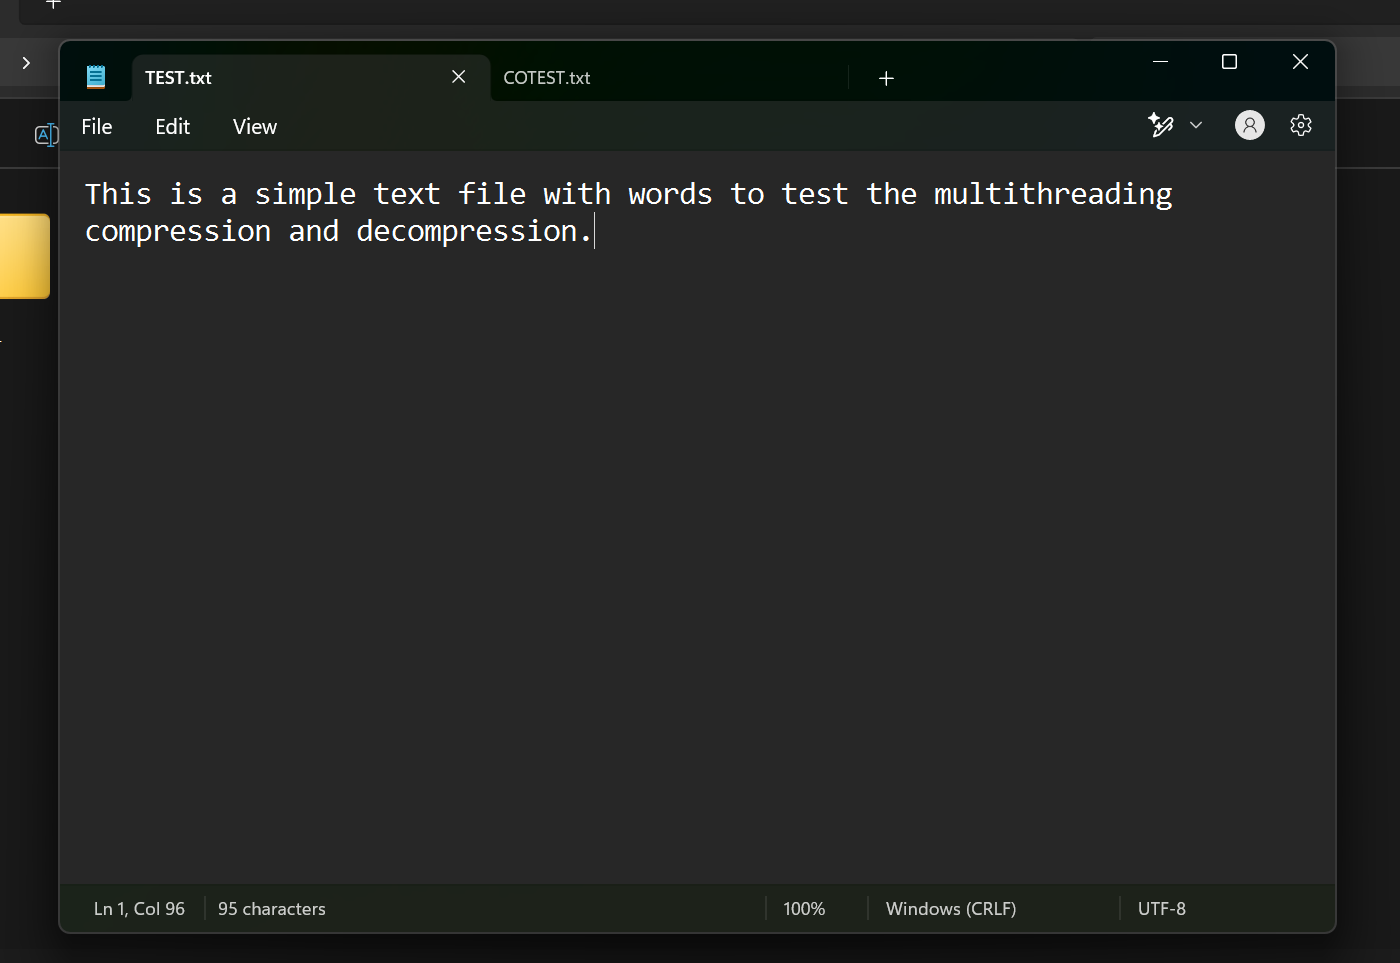 TEST.txt
COTEST.txt
File Edit View
This is a simple text file with words to test the multithreading
compression and decompression.
Ln 1, Col 96
95 characters
100%
Windows (CRLF)
UTF-8